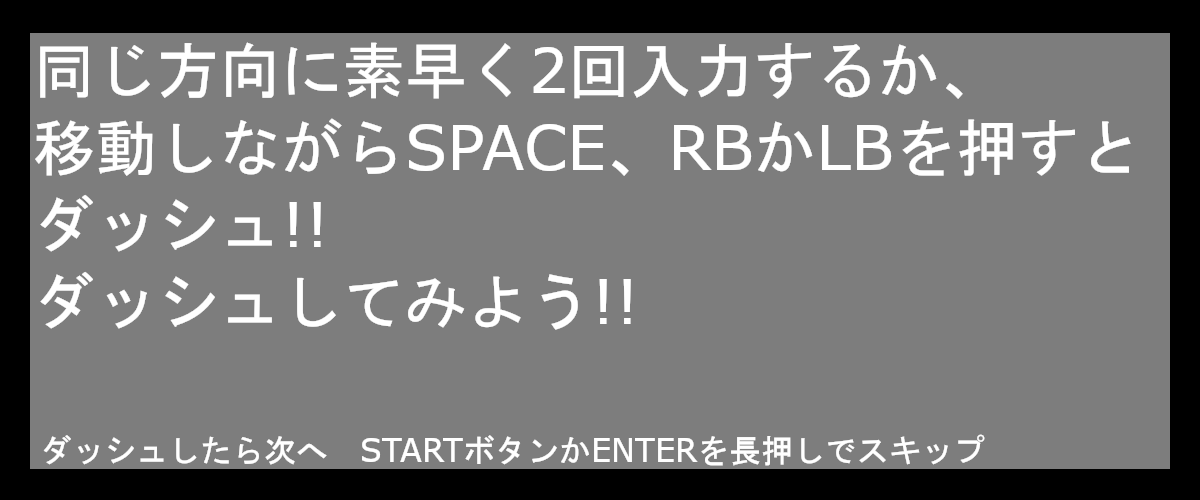 同じ方向に素早く2回入力するか、
移動しながらSPACE、RBかLBを押すと
ダッシュ!!
ダッシュしてみよう!!
ダッシュしたら次へ　STARTボタンかENTERを長押しでスキップ